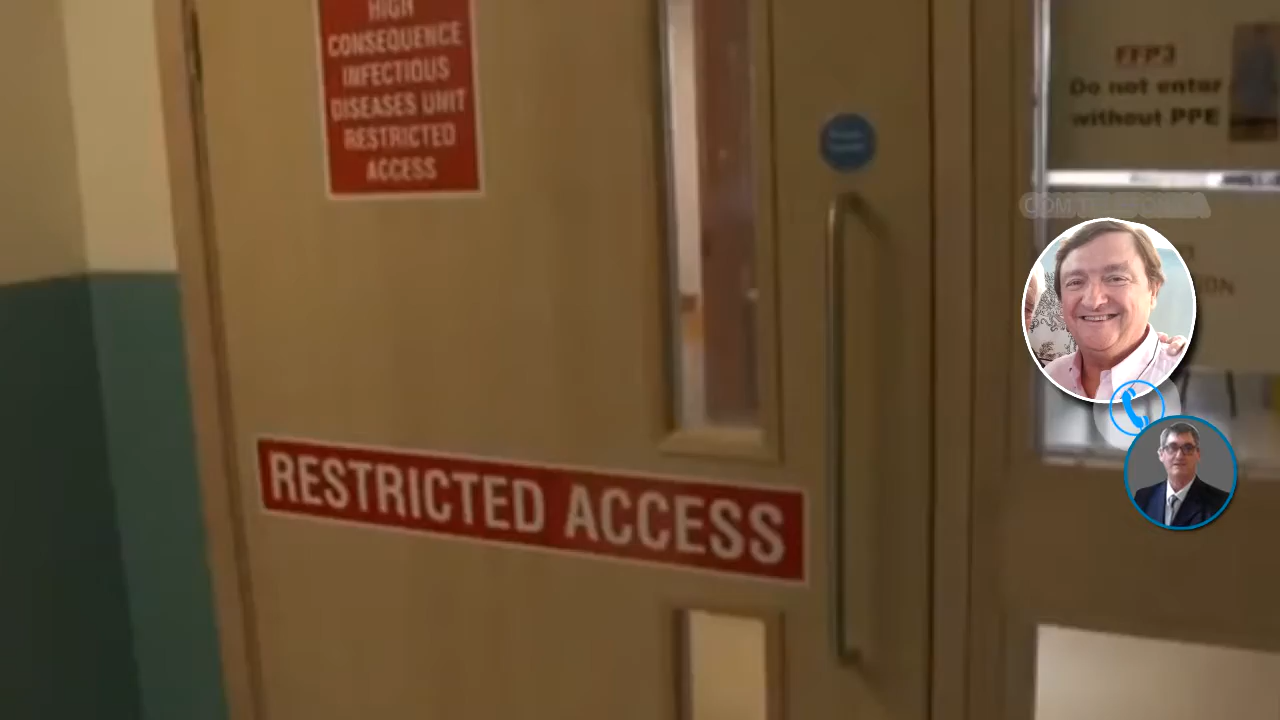 HIGH
CONSEQUENCE
INFECTIOUS
DISEASES UNIT
RESTRICTED
ACCESS
FFP3
Do not enter
without PPE
RESTRICTED ACCESS